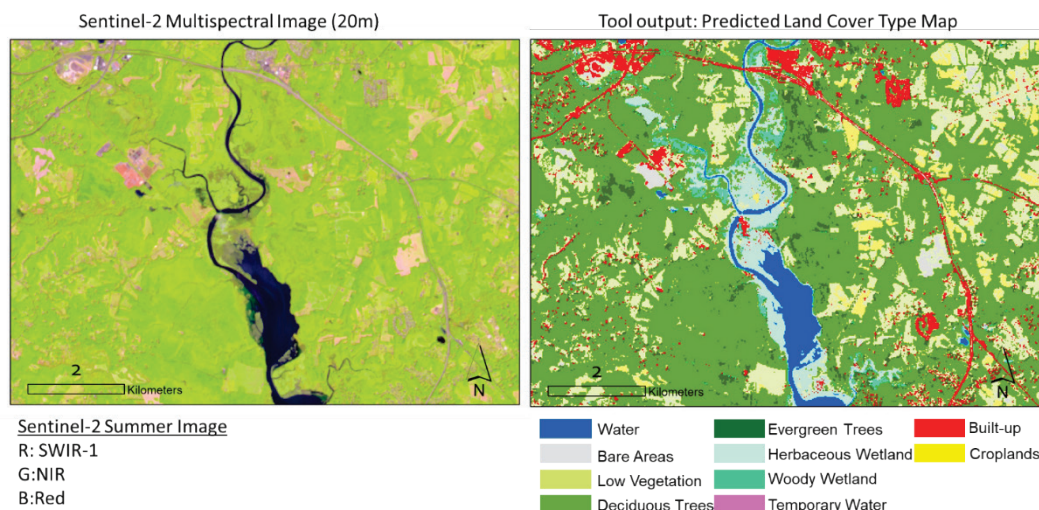 Sentinel-2 Multispectral Image (20m)
Tool output: Predicted Land Cover Type Map
2
Kilometers
N
2
Kilometers
N
Sentinel-2 Summer Image
R: SWIR-1
G:NIR
B:Red
Water
Bare Areas
Low Vegetation
Deciduous Trees
Evergreen Trees
Herbaceous Wetland
Woody Wetland
Temporary Water
Built-up
Croplands